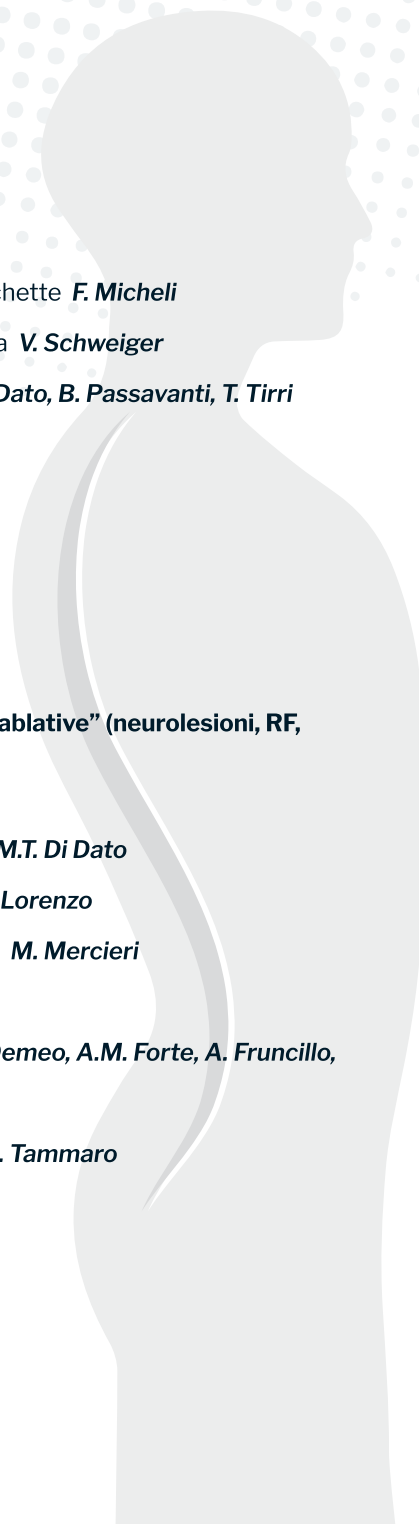 chette F. Micheli
a V. Schweiger
Dato, B. Passavanti, T. Tirri
ablative” (neurolesioni, RF,
M.T. Di Dato
Lorenzo
M. Mercieri
emeo, A.M. Forte, A. Fruncillo,
. Tammaro